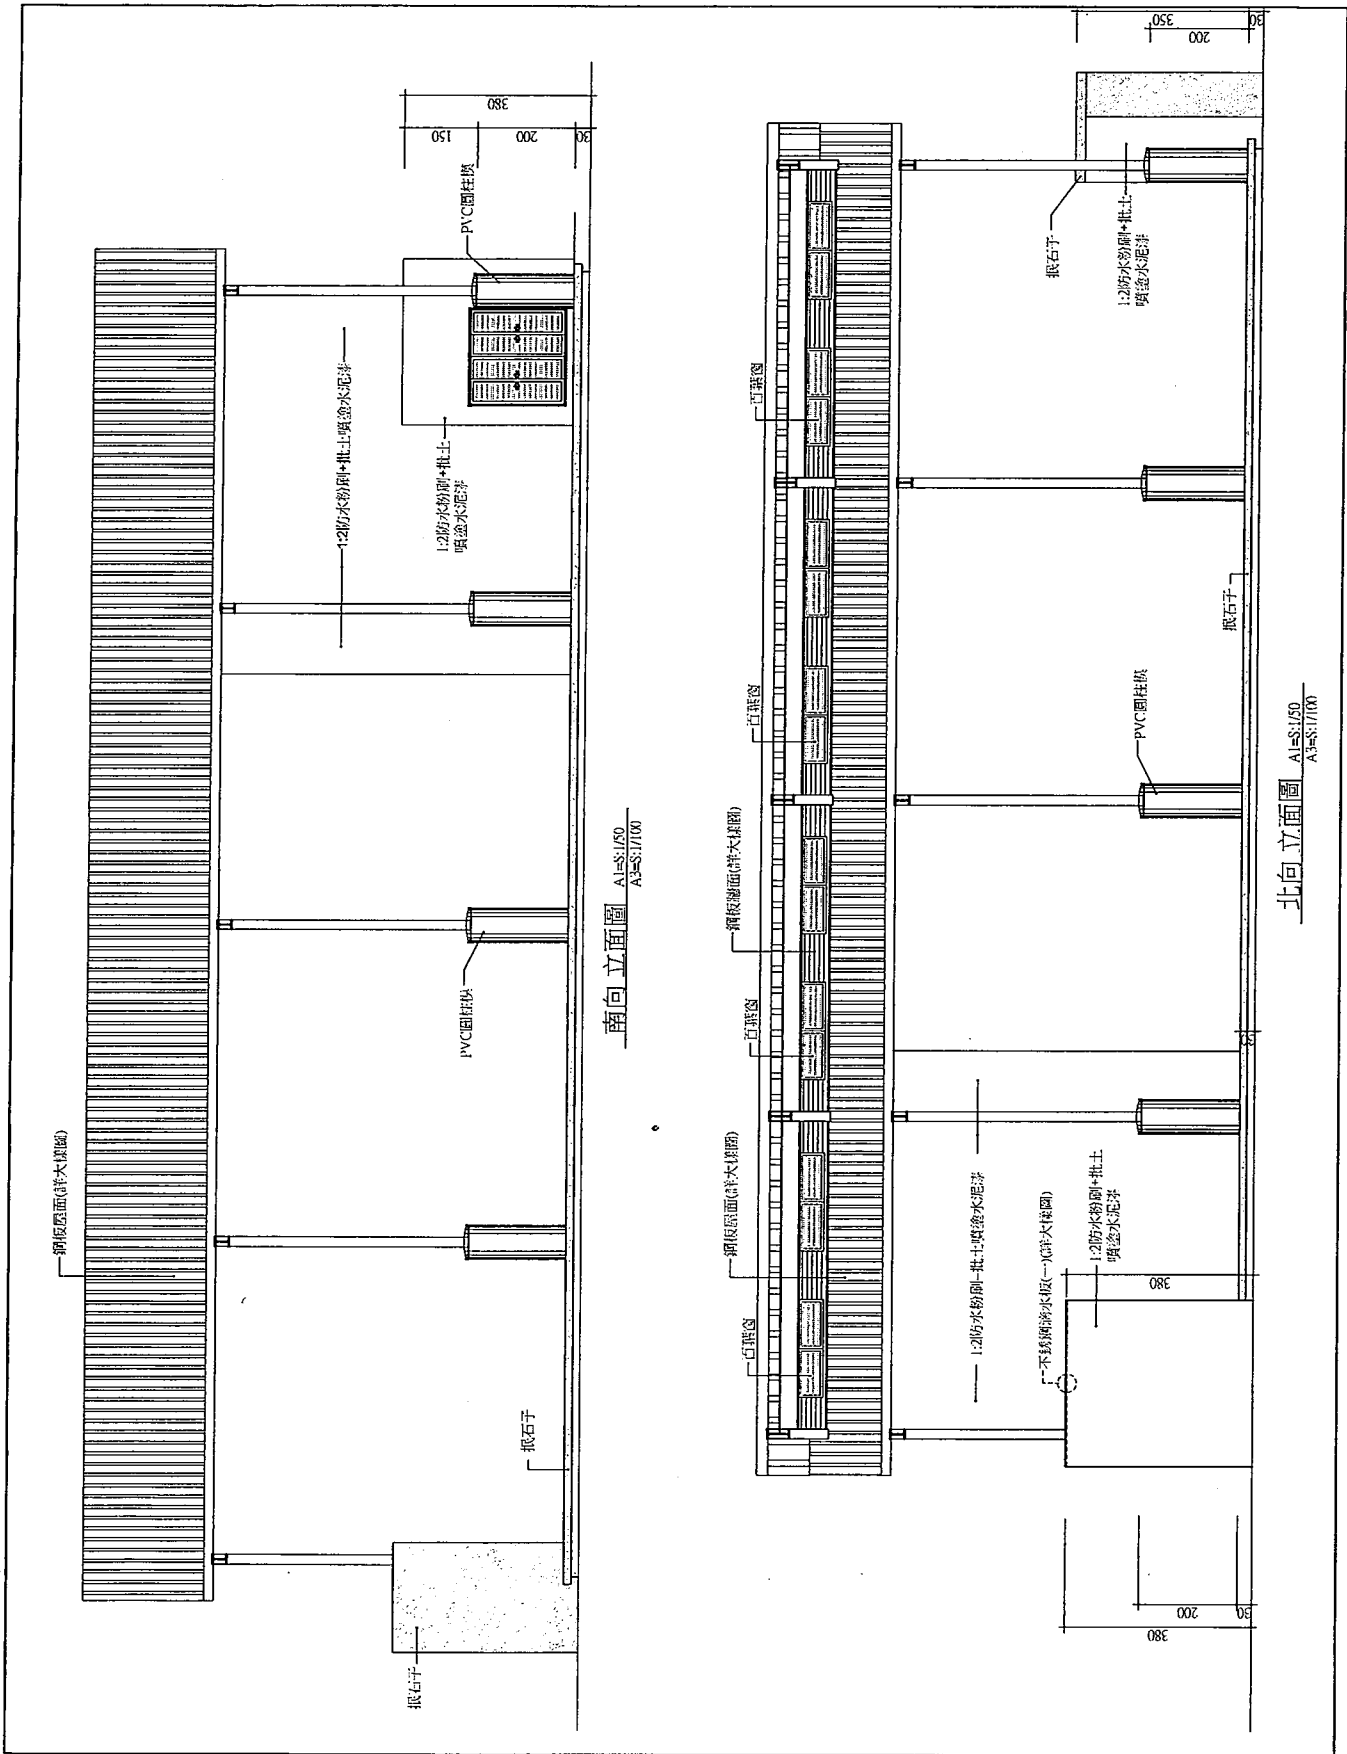 鋼板屋面(詳大樣圖)
1:2防水粉刷+批土噴塗水泥漆
1:2防水粉刷+批土
噴塗水泥漆
PVC圓柱模
PVC圓柱模
抿石子
抿石子
380
150
200
30
南向 立面圖
A1=S:1/50
A3=S:1/100
百葉窗
鋼板屋面(詳大樣圖)
百葉窗
鋼板牆面(詳大樣圖)
百葉窗
百葉窗
1:2防水粉刷+批土噴塗水泥漆
不銹鋼滴水板(一)(詳大樣圖)
1:2防水粉刷+批土
噴塗水泥漆
380
380
200
30
PVC圓柱模
抿石子
抿石子
1:2防水粉刷+批土
噴塗水泥漆
350
200
30
北向 立面圖
A1=S:1/50
A3=S:1/100